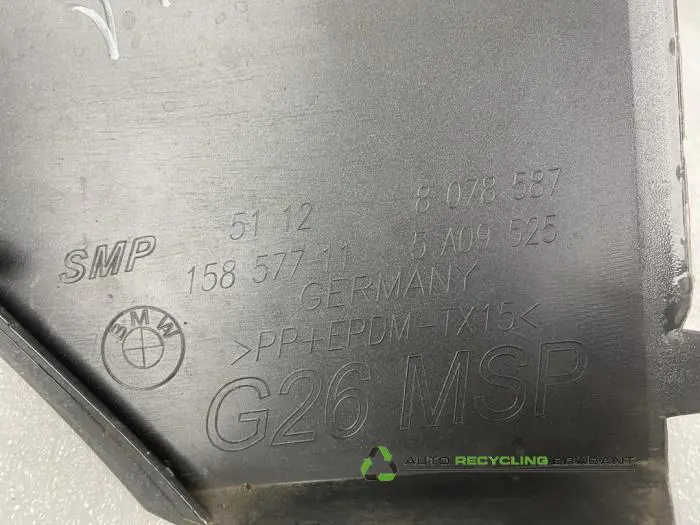 51 12 8 078 587
SMP 158 577-11 5 A09 525
GERMANY
BMW >PP+EPDM-TX15<
G26 MSP
AUTO RECYCLING BRABANT